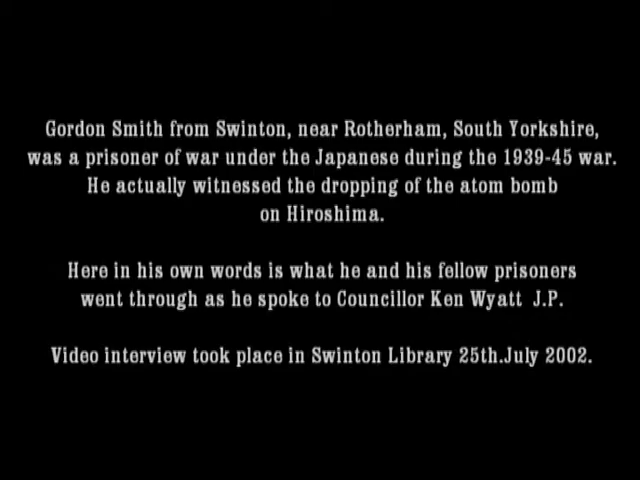 Gordon Smith from Swinton, near Rotherham, South Yorkshire,
was a prisoner of war under the Japanese during the 1939-45 war.
He actually witnessed the dropping of the atom bomb
on Hiroshima.
Here in his own words is what he and his fellow prisoners
went through as he spoke to Councillor Ken Wyatt J.P.
Video interview took place in Swinton Library 25th.July 2002.